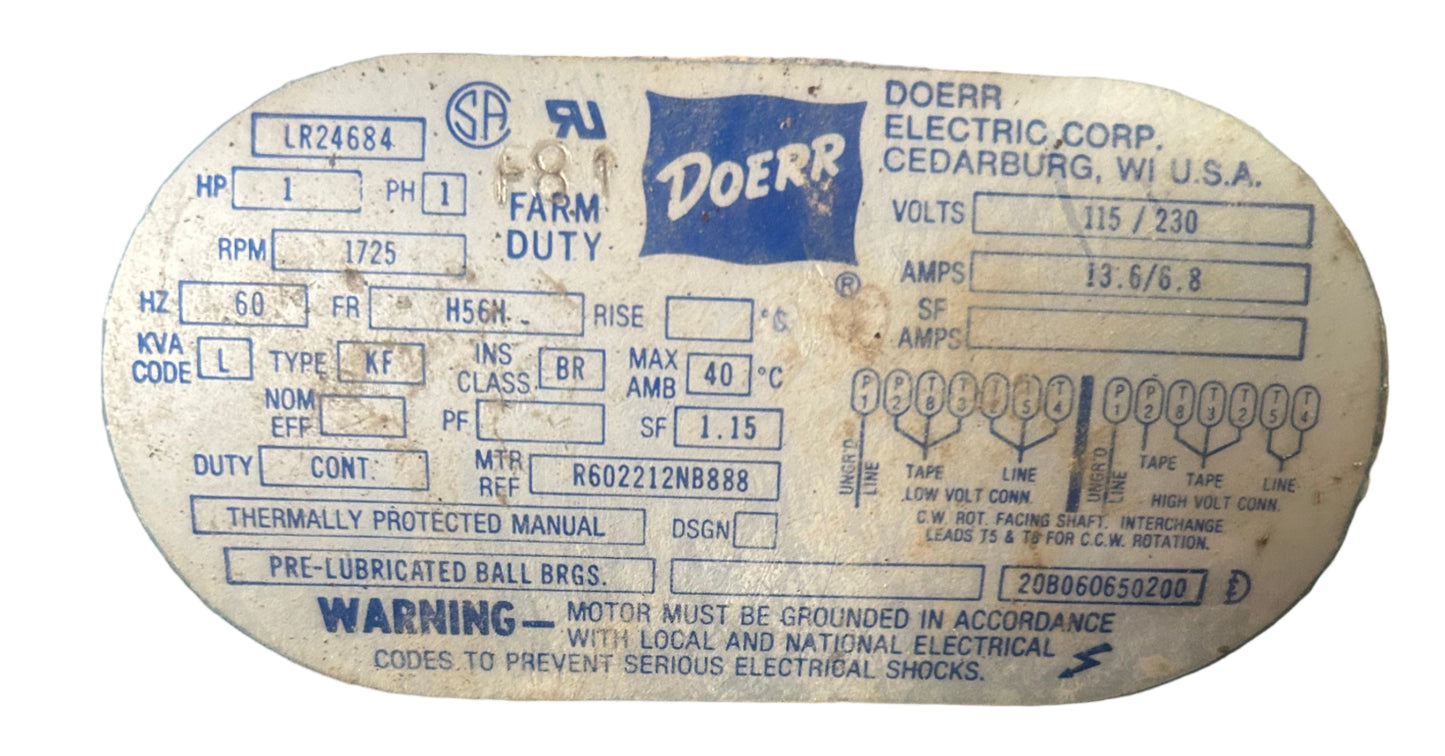 LR24684
CSA
UR
F81
FARM
DUTY
DOERR
®
DOERR
ELECTRIC CORP.
CEDARBURG, WI U.S.A.
HP 1 PH 1
RPM 1725
HZ 60 FR H56H RISE °C
KVA
CODE L TYPE KF INS
CLASS. BR MAX
AMB 40 °C
NOM
EFF PF SF 1.15
DUTY CONT. MTR
REF R602212NB888
THERMALLY PROTECTED MANUAL DSGN
PRE-LUBRICATED BALL BRGS. 20B060650200
VOLTS 115 / 230
AMPS 13.6/6.8
SF
AMPS
P1 P2 T8 T3 T5 T4
UNGR'D
LINE
TAPE
LINE
LOW VOLT CONN.
P1 P2 T8 T3 T2 T5 T4
UNGR'D
LINE
TAPE
TAPE
LINE
HIGH VOLT CONN.
C.W. ROT. FACING SHAFT. INTERCHANGE
LEADS T5 & T8 FOR C.C.W. ROTATION.
WARNING— MOTOR MUST BE GROUNDED IN ACCORDANCE
WITH LOCAL AND NATIONAL ELECTRICAL
CODES TO PREVENT SERIOUS ELECTRICAL SHOCKS.